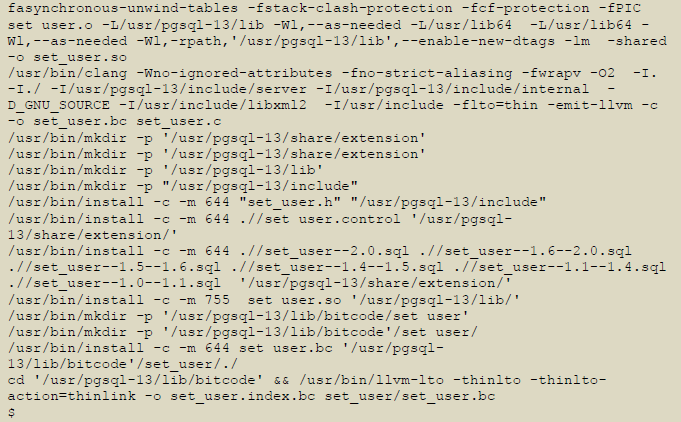 fasynchronous-unwind-tables -fstack-clash-protection -fcf-protection -fPIC
set user.o -L/usr/pgsql-13/lib -Wl,--as-needed -L/usr/lib64  -L/usr/lib64 -
Wl,--as-needed -Wl,-rpath,'/usr/pgsql-13/lib',--enable-new-dtags -lm  -shared
-o set_user.so
/usr/bin/clang -Wno-ignored-attributes -fno-strict-aliasing -fwrapv -O2  -I.
-I./ -I/usr/pgsql-13/include/server -I/usr/pgsql-13/include/internal  -
D_GNU_SOURCE -I/usr/include/libxml2  -I/usr/include -flto=thin -emit-llvm -c
-o set_user.bc set_user.c
/usr/bin/mkdir -p '/usr/pgsql-13/share/extension'
/usr/bin/mkdir -p '/usr/pgsql-13/share/extension'
/usr/bin/mkdir -p '/usr/pgsql-13/lib'
/usr/bin/mkdir -p "/usr/pgsql-13/include"
/usr/bin/install -c -m 644 "set_user.h" "/usr/pgsql-13/include"
/usr/bin/install -c -m 644 .//set user.control '/usr/pgsql-
13/share/extension/'
/usr/bin/install -c -m 644 .//set_user--2.0.sql .//set_user--1.6--2.0.sql
.//set_user--1.5--1.6.sql .//set_user--1.4--1.5.sql .//set_user--1.1--1.4.sql
.//set_user--1.0--1.1.sql  '/usr/pgsql-13/share/extension/'
/usr/bin/install -c -m 755  set user.so '/usr/pgsql-13/lib/'
/usr/bin/mkdir -p '/usr/pgsql-13/lib/bitcode/set user'
/usr/bin/mkdir -p '/usr/pgsql-13/lib/bitcode'/set user/
/usr/bin/install -c -m 644 set user.bc '/usr/pgsql-
13/lib/bitcode'/set_user/./
cd '/usr/pgsql-13/lib/bitcode' && /usr/bin/llvm-lto -thinlto -thinlto-
action=thinlink -o set_user.index.bc set_user/set_user.bc
$